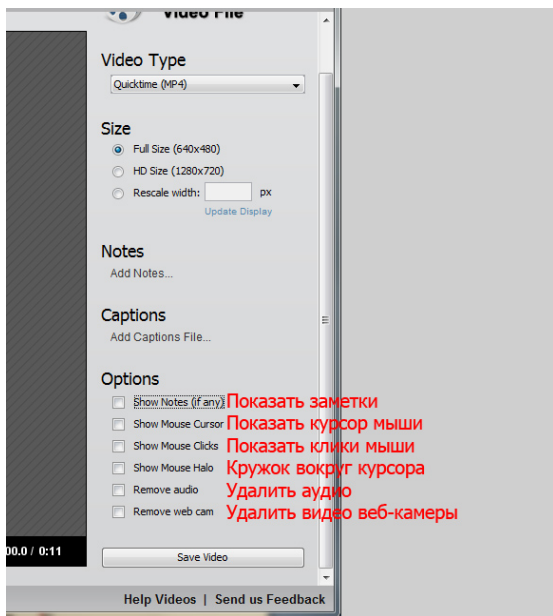 Video File
Video Type
Quicktime (MP4)
Size
Full Size (640x480)
HD Size (1280x720)
Rescale width: px
Update Display
Notes
Add Notes...
Captions
Add Captions File...
Options
Show Notes (if any) Показать заметки
Show Mouse Cursor Показать курсор мыши
Show Mouse Clicks Показать клики мыши
Show Mouse Halo Кружок вокруг курсора
Remove audio Удалить аудио
Remove web cam Удалить видео веб-камеры
00.0 / 0:11
Save Video
Help Videos | Send us Feedback